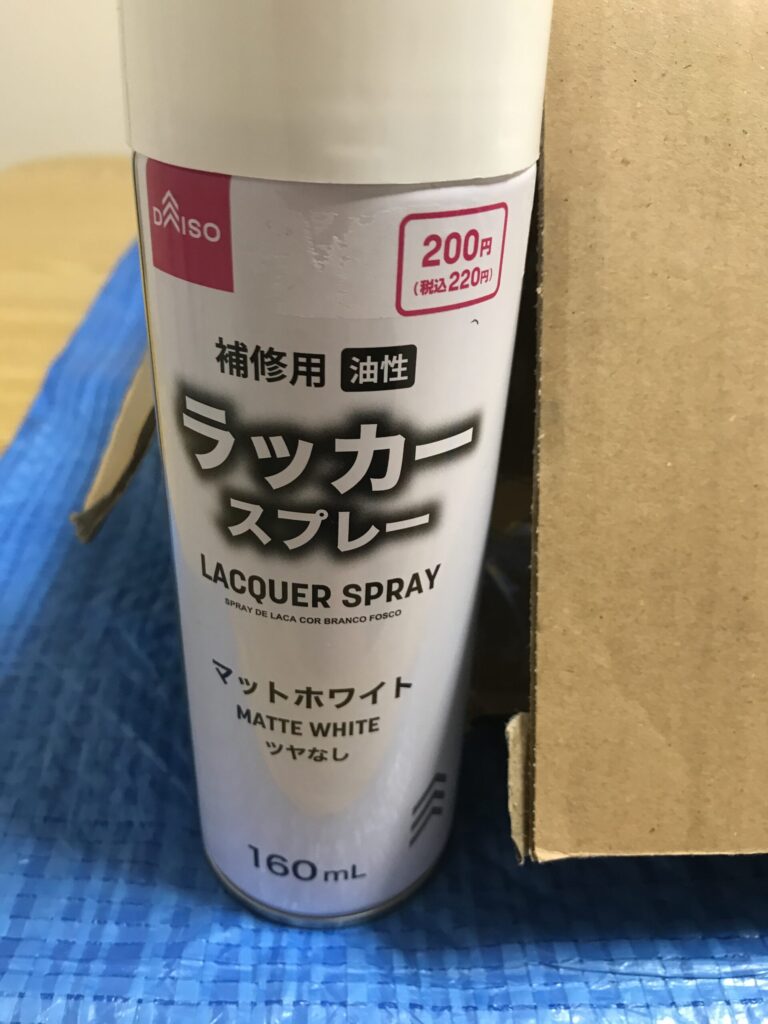 DAISO
200円
(税込220円)
補修用 油性
ラッカー
スプレー
LACQUER SPRAY
SPRAY DE LACA COR BRANCO FOSCO
マットホワイト
MATTE WHITE
ツヤなし
160mL